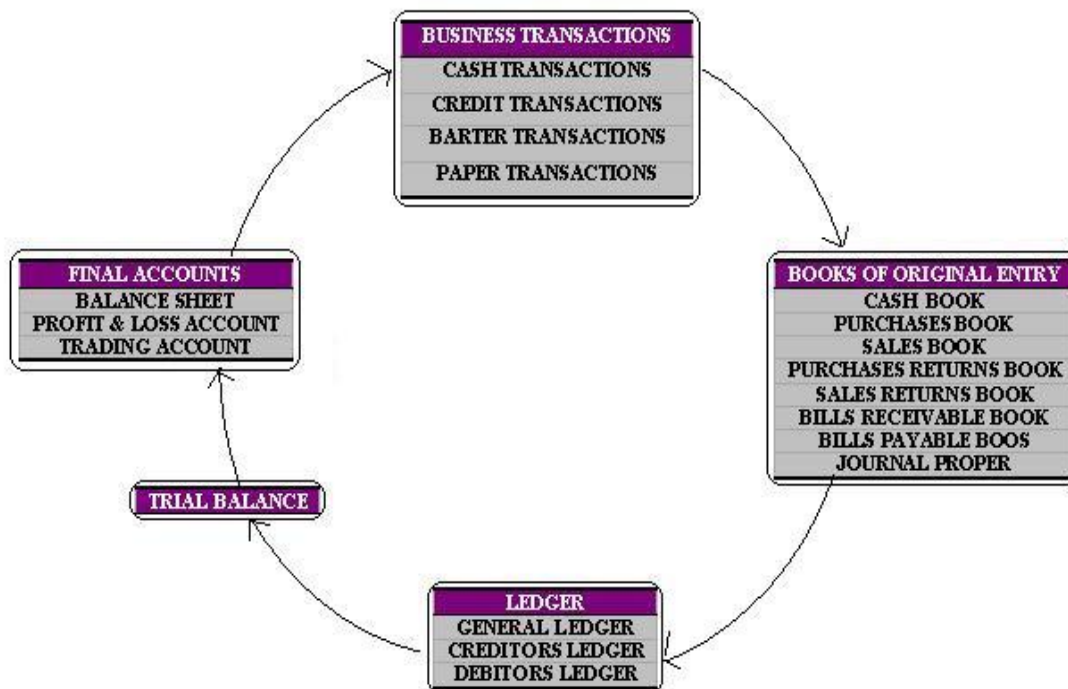 BUSINESS TRANSACTIONS
CASH TRANSACTIONS
CREDIT TRANSACTIONS
BARTER TRANSACTIONS
PAPER TRANSACTIONS
BOOKS OF ORIGINAL ENTRY
CASH BOOK
PURCHASES BOOK
SALES BOOK
PURCHASES RETURNS BOOK
SALES RETURNS BOOK
BILLS RECEIVABLE BOOK
BILLS PAYABLE BOOS
JOURNAL PROPER
LEDGER
GENERAL LEDGER
CREDITORS LEDGER
DEBITORS LEDGER
TRIAL BALANCE
FINAL ACCOUNTS
BALANCE SHEET
PROFIT & LOSS ACCOUNT
TRADING ACCOUNT